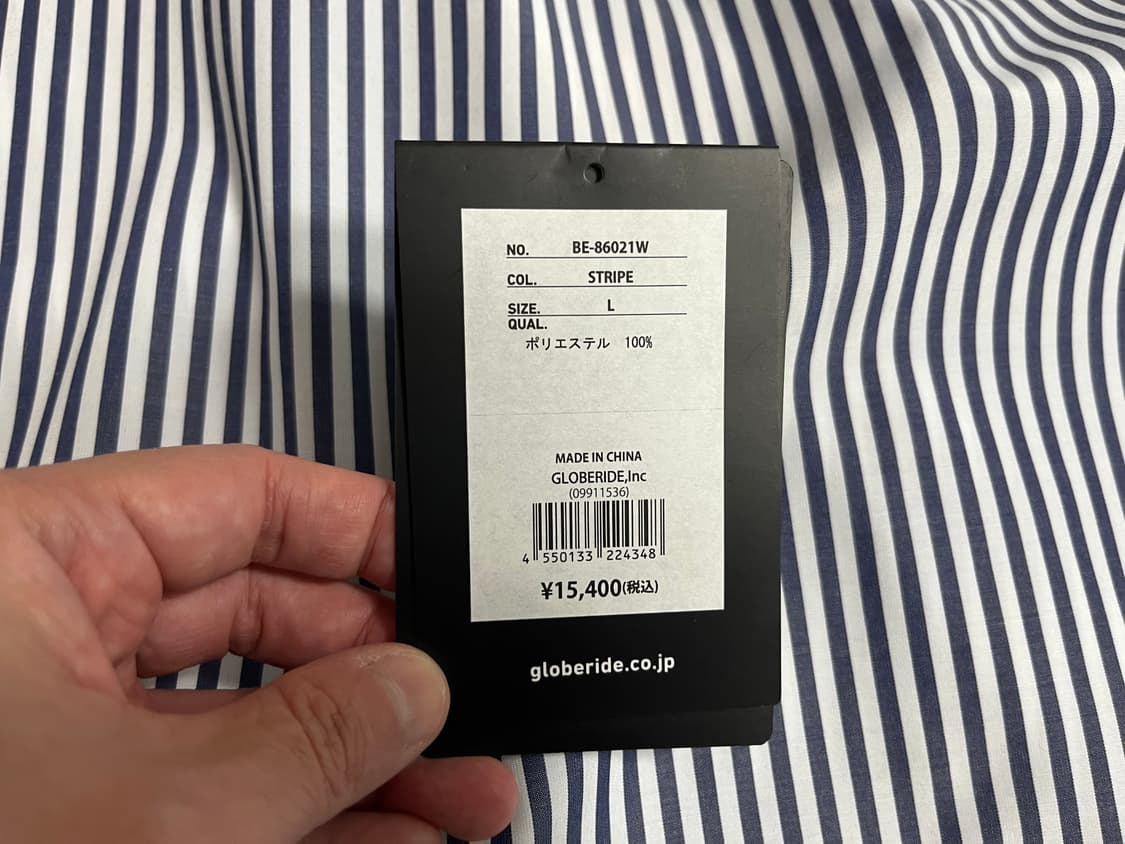 NO. BE-86021W
COL. STRIPE
SIZE. L
QUAL.
ポリエステル 100%
MADE IN CHINA
GLOBERIDE,Inc
(09911536)
4 550133 224348
¥15,400(税込)
globeride.co.jp